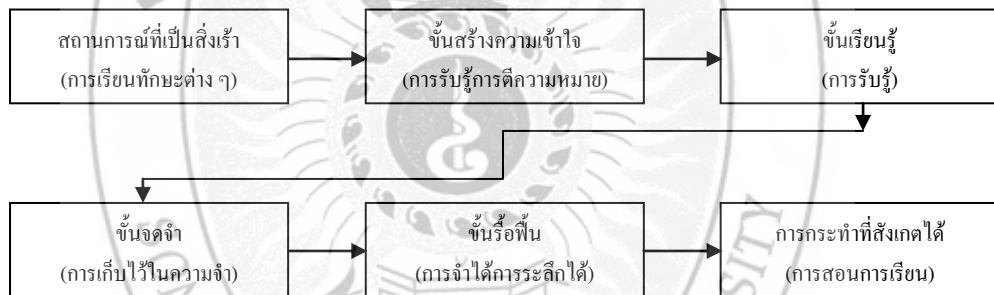 สถานการณ์ที่เป็นสิ่งเร้า
(การเรียนทักษะต่าง ๆ)
ขั้นสร้างความเข้าใจ
(การรับรู้การตีความหมาย)
ขั้นเรียนรู้
(การรับรู้)
ขั้นจดจำ
(การเก็บไว้ในความจำ)
ขั้นรื้อฟื้น
(การจำได้การระลึกได้)
การกระทำที่สังเกตได้
(การสอนการเรียน)